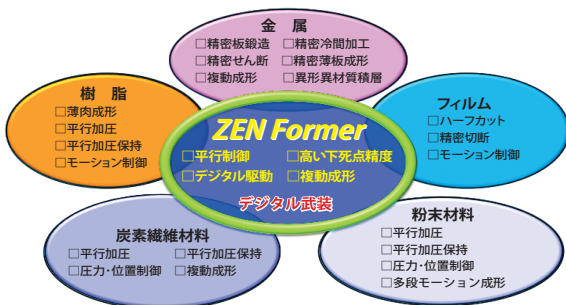 金 属
□精密板鍛造 □精密冷間加工
□精密せん断 □精密薄板成形
□複動成形 □異形異材質積層
樹 脂
□薄肉成形
□平行加圧
□平行加圧保持
□モーション制御
ZEN Former
□平行制御 □高い下死点精度
□デジタル駆動 □複動成形
デジタル武装
フィルム
□ハーフカット
□精密切断
□モーション制御
炭素繊維材料
□平行加圧 □平行加圧保持
□圧力・位置制御 □複動成形
粉末材料
□平行加圧
□平行加圧保持
□圧力・位置制御
□多段モーション成形